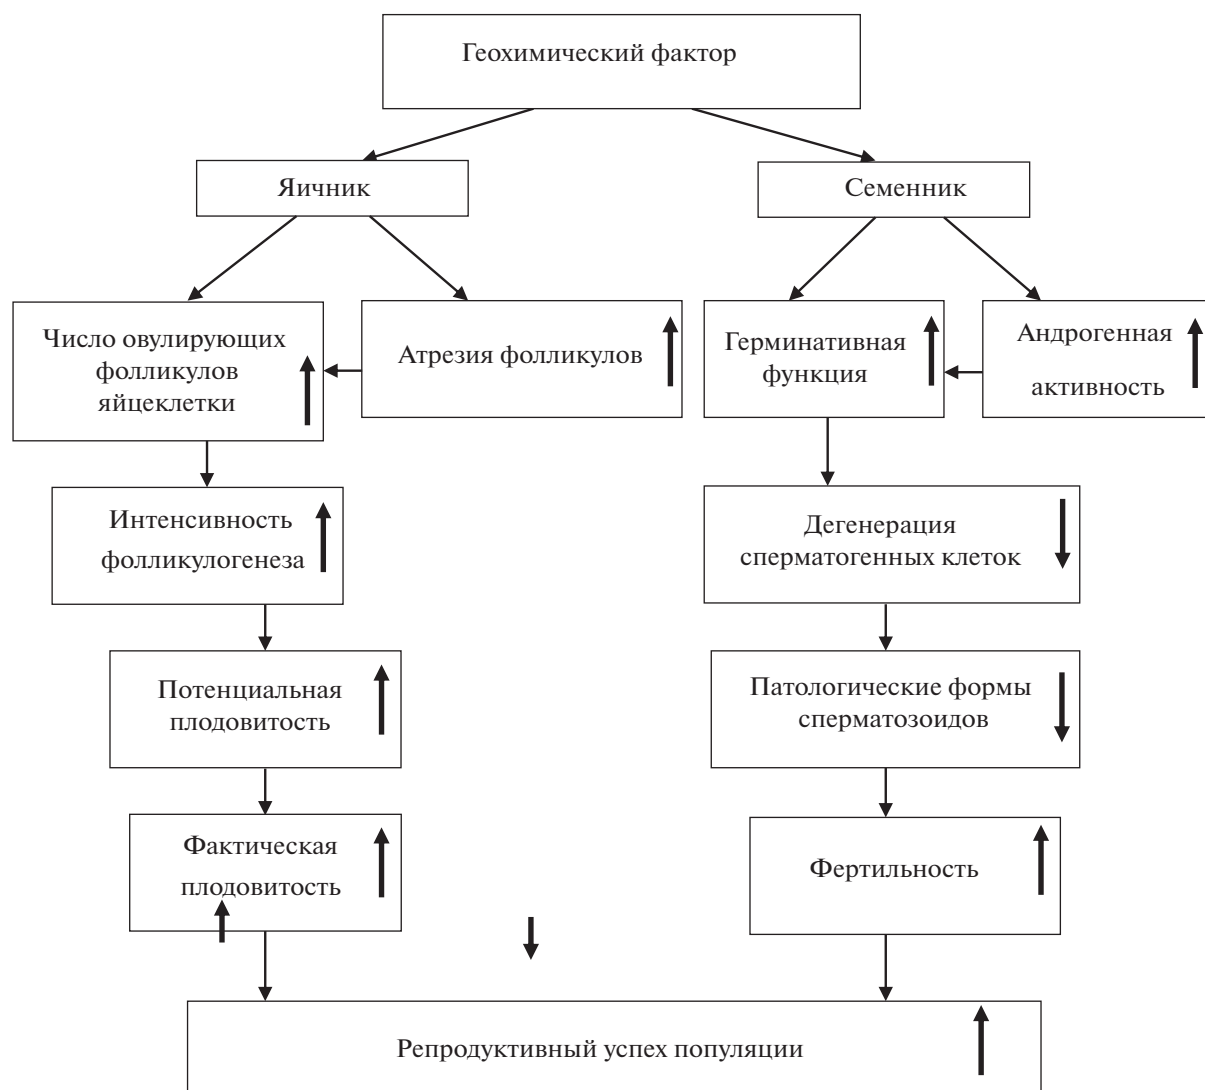 Геохимический фактор
Яичник
Семенник
Число овулирующих
фолликулов
яйцеклетки
Атрезия фолликулов
Герминативная
функция
Андрогенная
активность
Интенсивность
фолликулогенеза
Дегенерация
сперматогенных клеток
Потенциальная
плодовитость
Патологические формы
сперматозоидов
Фактическая
плодовитость
Фертильность
Репродуктивный успех популяции